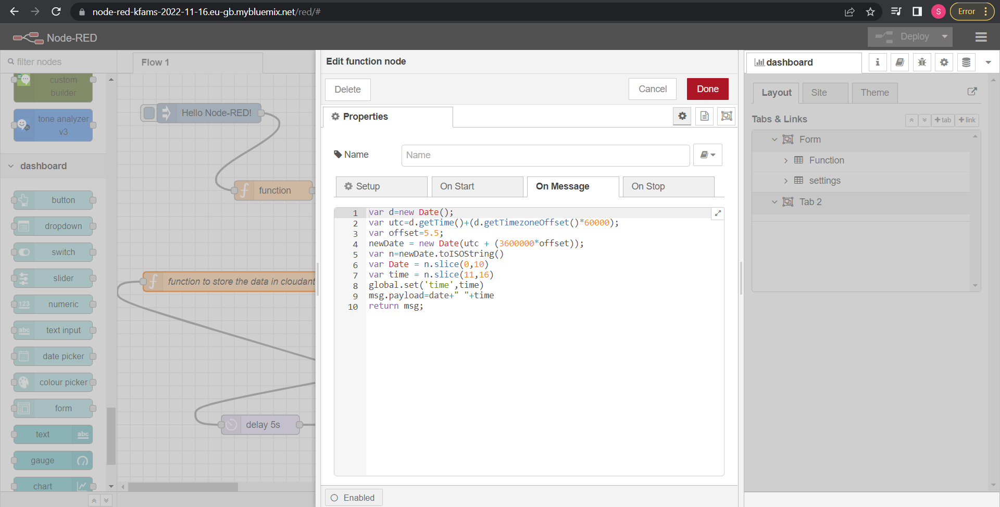 node-red-kfams-2022-11-16.eu-gb.mybluemix.net/red/#
S
Error
Node-RED
Deploy
filter nodes
Flow 1
custom
builder
tone analyzer
v3
dashboard
button
dropdown
switch
slider
123
numeric
abc
text input
date picker
colour picker
form
text
abc
gauge
chart
Hello Node-RED!
function
function to store the data in cloudant
delay 5s
Edit function node
Delete
Cancel
Done
Properties
Name
Name
Setup
On Start
On Message
On Stop
1 var d=new Date();
2 var utc=d.getTime()+(d.getTimezoneOffset()*60000);
3 var offset=5.5;
4 newDate = new Date(utc + (3600000*offset));
5 var n=newDate.toISOString()
6 var Date = n.slice(0,10)
7 var time = n.slice(11,16)
8 global.set('time',time)
9 msg.payload=date+" "+time
10 return msg;
Enabled
dashboard
Layout
Site
Theme
Tabs & Links
+ tab
+ link
Form
Function
settings
Tab 2